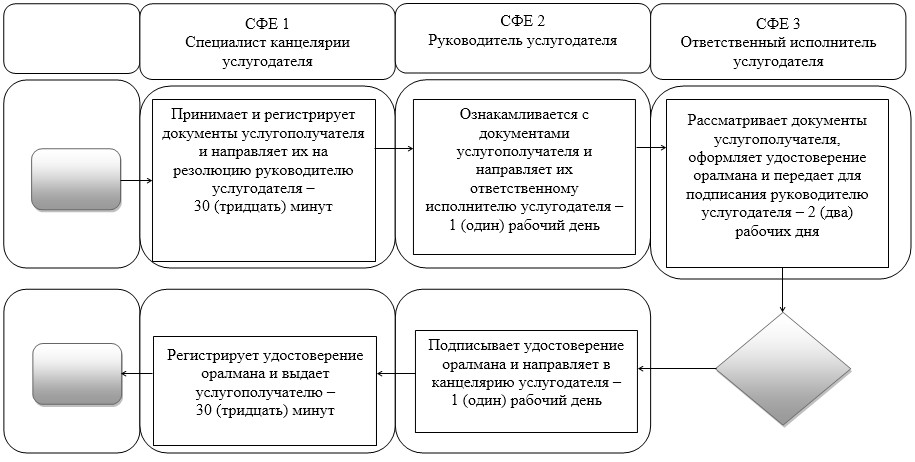 СФЕ 1
Специалист канцелярии
услугодателя
СФЕ 2
Руководитель услугодателя
СФЕ 3
Ответственный исполнитель
услугодателя
Принимает и регистрирует
документы услугополучателя
и направляет их на
резолюцию руководителю
услугодателя –
30 (тридцать) минут
Ознакамливается с
документами
услугополучателя и
направляет их
ответственному
исполнителю услугодателя –
1 (один) рабочий день
Рассматривает документы
услугополучателя,
оформляет удостоверение
оралмана и передает для
подписания руководителю
услугодателя – 2 (два)
рабочих дня
Регистрирует удостоверение
оралмана и выдает
услугополучателю –
30 (тридцать) минут
Подписывает удостоверение
оралмана и направляет в
канцелярию услугодателя –
1 (один) рабочий день